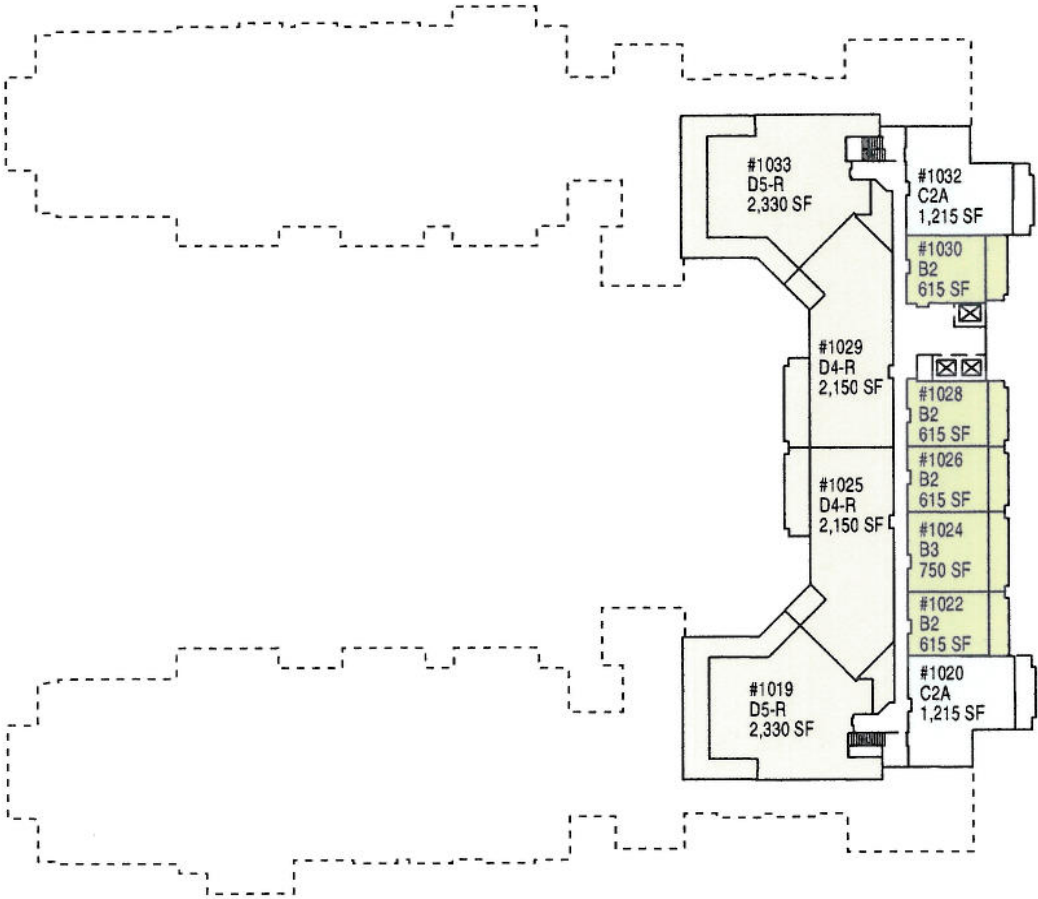 #1033
D5-R
2,330 SF
#1032
C2A
1,215 SF
#1030
B2
615 SF
#1029
D4-R
2,150 SF
#1028
B2
615 SF
#1026
B2
615 SF
#1025
D4-R
2,150 SF
#1024
B3
750 SF
#1022
B2
615 SF
#1020
C2A
1,215 SF
#1019
D5-R
2,330 SF